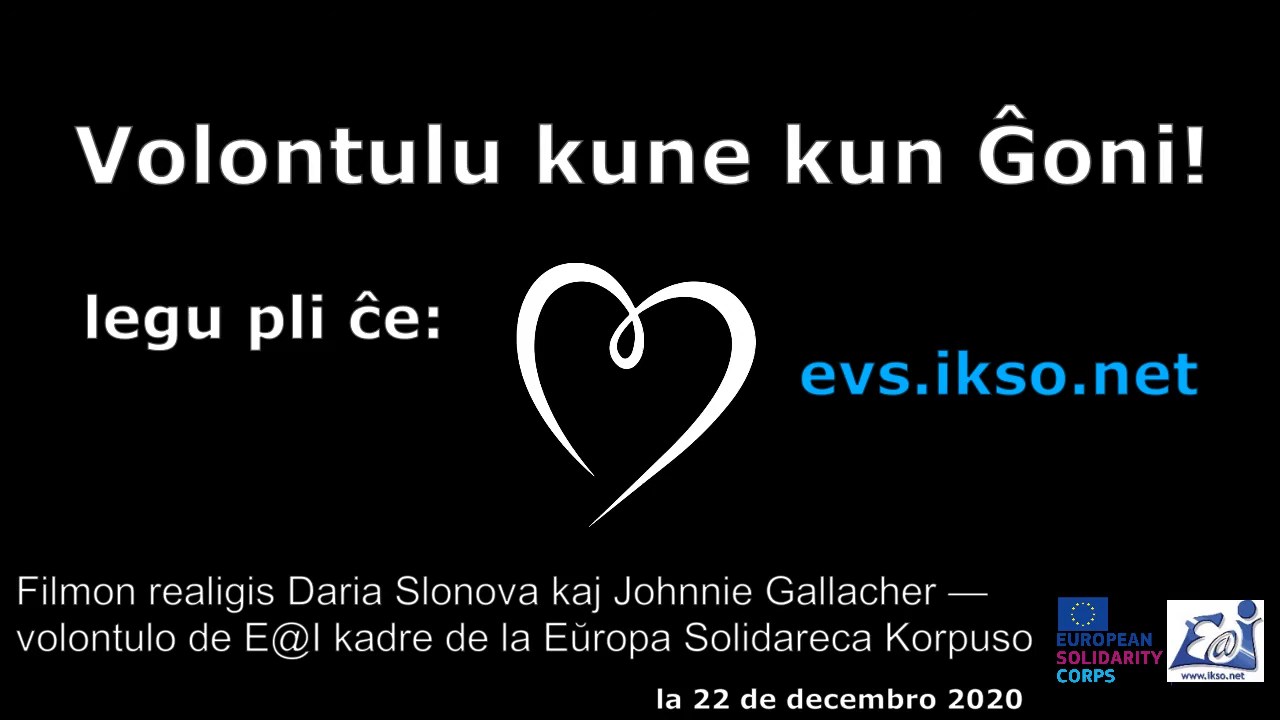 Volontulu kune kun Ĝoni!
legu pli ĉe:
evs.ikso.net
Filmon realigis Daria Slonova kaj Johnnie Gallacher —
volontulo de E@I kadre de la Eŭropa Solidareca Korpuso
EUROPEAN
SOLIDARITY
CORPS
E@I
www.ikso.net
la 22 de decembro 2020